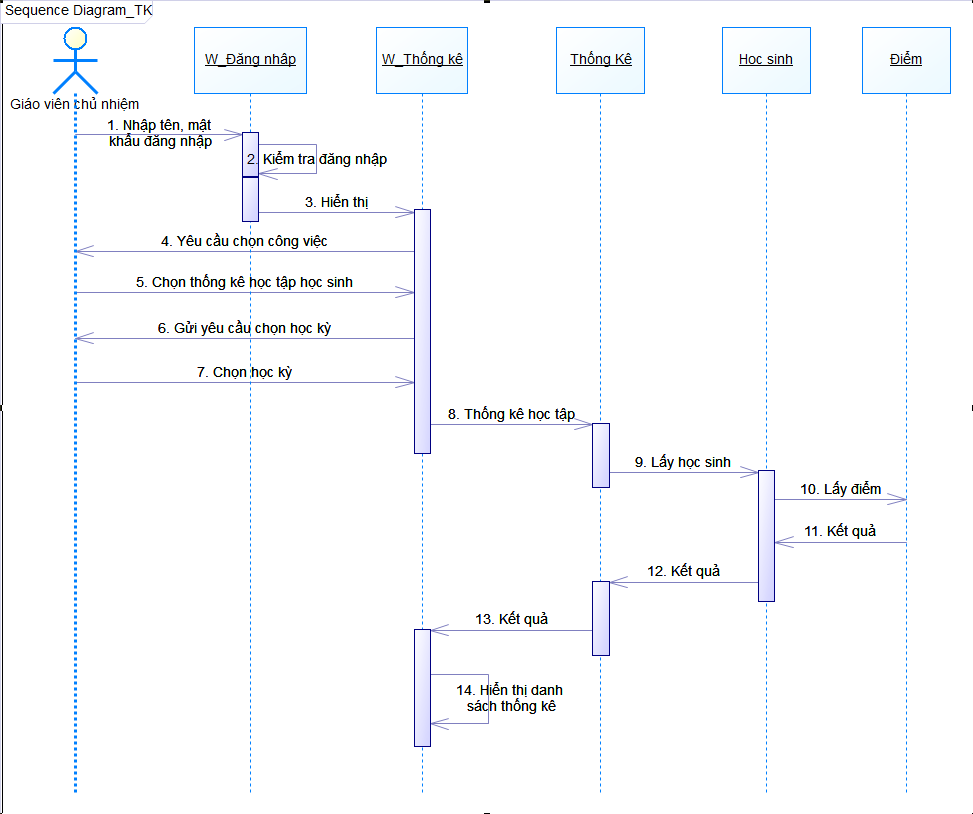 Sequence Diagram_TK
Giáo viên chủ nhiệm
W_Đăng nhâp
W_Thống kê
Thống Kê
Hoc sinh
Điểm
1. Nhập tên, mật
khẩu đăng nhập
2. Kiểm tra đăng nhập
3. Hiển thị
4. Yêu cầu chọn công việc
5. Chọn thống kê học tập học sinh
6. Gửi yêu cầu chọn học kỳ
7. Chọn học kỳ
8. Thống kê học tập
9. Lấy học sinh
10. Lấy điểm
11. Kết quả
12. Kết quả
13. Kết quả
14. Hiển thị danh
sách thống kê